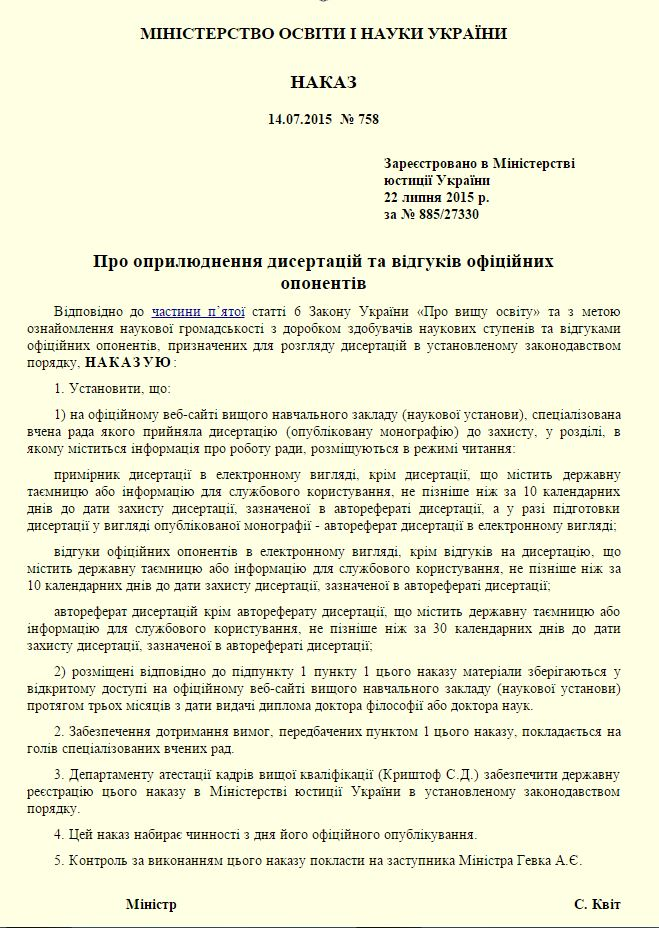 МІНІСТЕРСТВО ОСВІТИ І НАУКИ УКРАЇНИ
НАКАЗ
14.07.2015 № 758
Зареєстровано в Міністерстві
юстиції України
22 липня 2015 р.
за № 885/27330
Про оприлюднення дисертацій та відгуків офіційних
опонентів
Відповідно до частини п’ятої статті 6 Закону України «Про вищу освіту» та з метою
ознайомлення наукової громадськості з доробком здобувачів наукових ступенів та відгуками
офіційних опонентів, призначених для розгляду дисертацій в установленому законодавством
порядку, НАКАЗУЮ:
1. Установити, що:
1) на офіційному веб-сайті вищого навчального закладу (наукової установи), спеціалізована
вчена рада якого прийняла дисертацію (опубліковану монографію) до захисту, у розділі, в
якому міститься інформація про роботу ради, розміщуються в режимі читання:
примірник дисертації в електронному вигляді, крім дисертації, що містить державну
таємницю або інформацію для службового користування, не пізніше ніж за 10 календарних
днів до дати захисту дисертації, зазначеної в авторефераті дисертації, а у разі підготовки
дисертації у вигляді опублікованої монографії - автореферат дисертації в електронному вигляді;
відгуки офіційних опонентів в електронному вигляді, крім відгуків на дисертацію, що
містить державну таємницю або інформацію для службового користування, не пізніше ніж за
10 календарних днів до дати захисту дисертації, зазначеної в авторефераті дисертації;
автореферат дисертацій крім автореферату дисертації, що містить державну таємницю або
інформацію для службового користування, не пізніше ніж за 30 календарних днів до дати
захисту дисертації, зазначеної в авторефераті дисертації;
2) розміщені відповідно до підпункту 1 пункту 1 цього наказу матеріали зберігаються у
відкритому доступі на офіційному веб-сайті вищого навчального закладу (наукової установи)
протягом трьох місяців з дати видачі диплома доктора філософії або доктора наук.
2. Забезпечення дотримання вимог, передбачених пунктом 1 цього наказу, покладається на
голів спеціалізованих вчених рад.
3. Департаменту атестації кадрів вищої кваліфікації (Криштоф С.Д.) забезпечити державну
реєстрацію цього наказу в Міністерстві юстиції України в установленому законодавством
порядку.
4. Цей наказ набирає чинності з дня його офіційного опублікування.
5. Контроль за виконанням цього наказу покласти на заступника Міністра Гевка А.Є.
Міністр С. Квіт